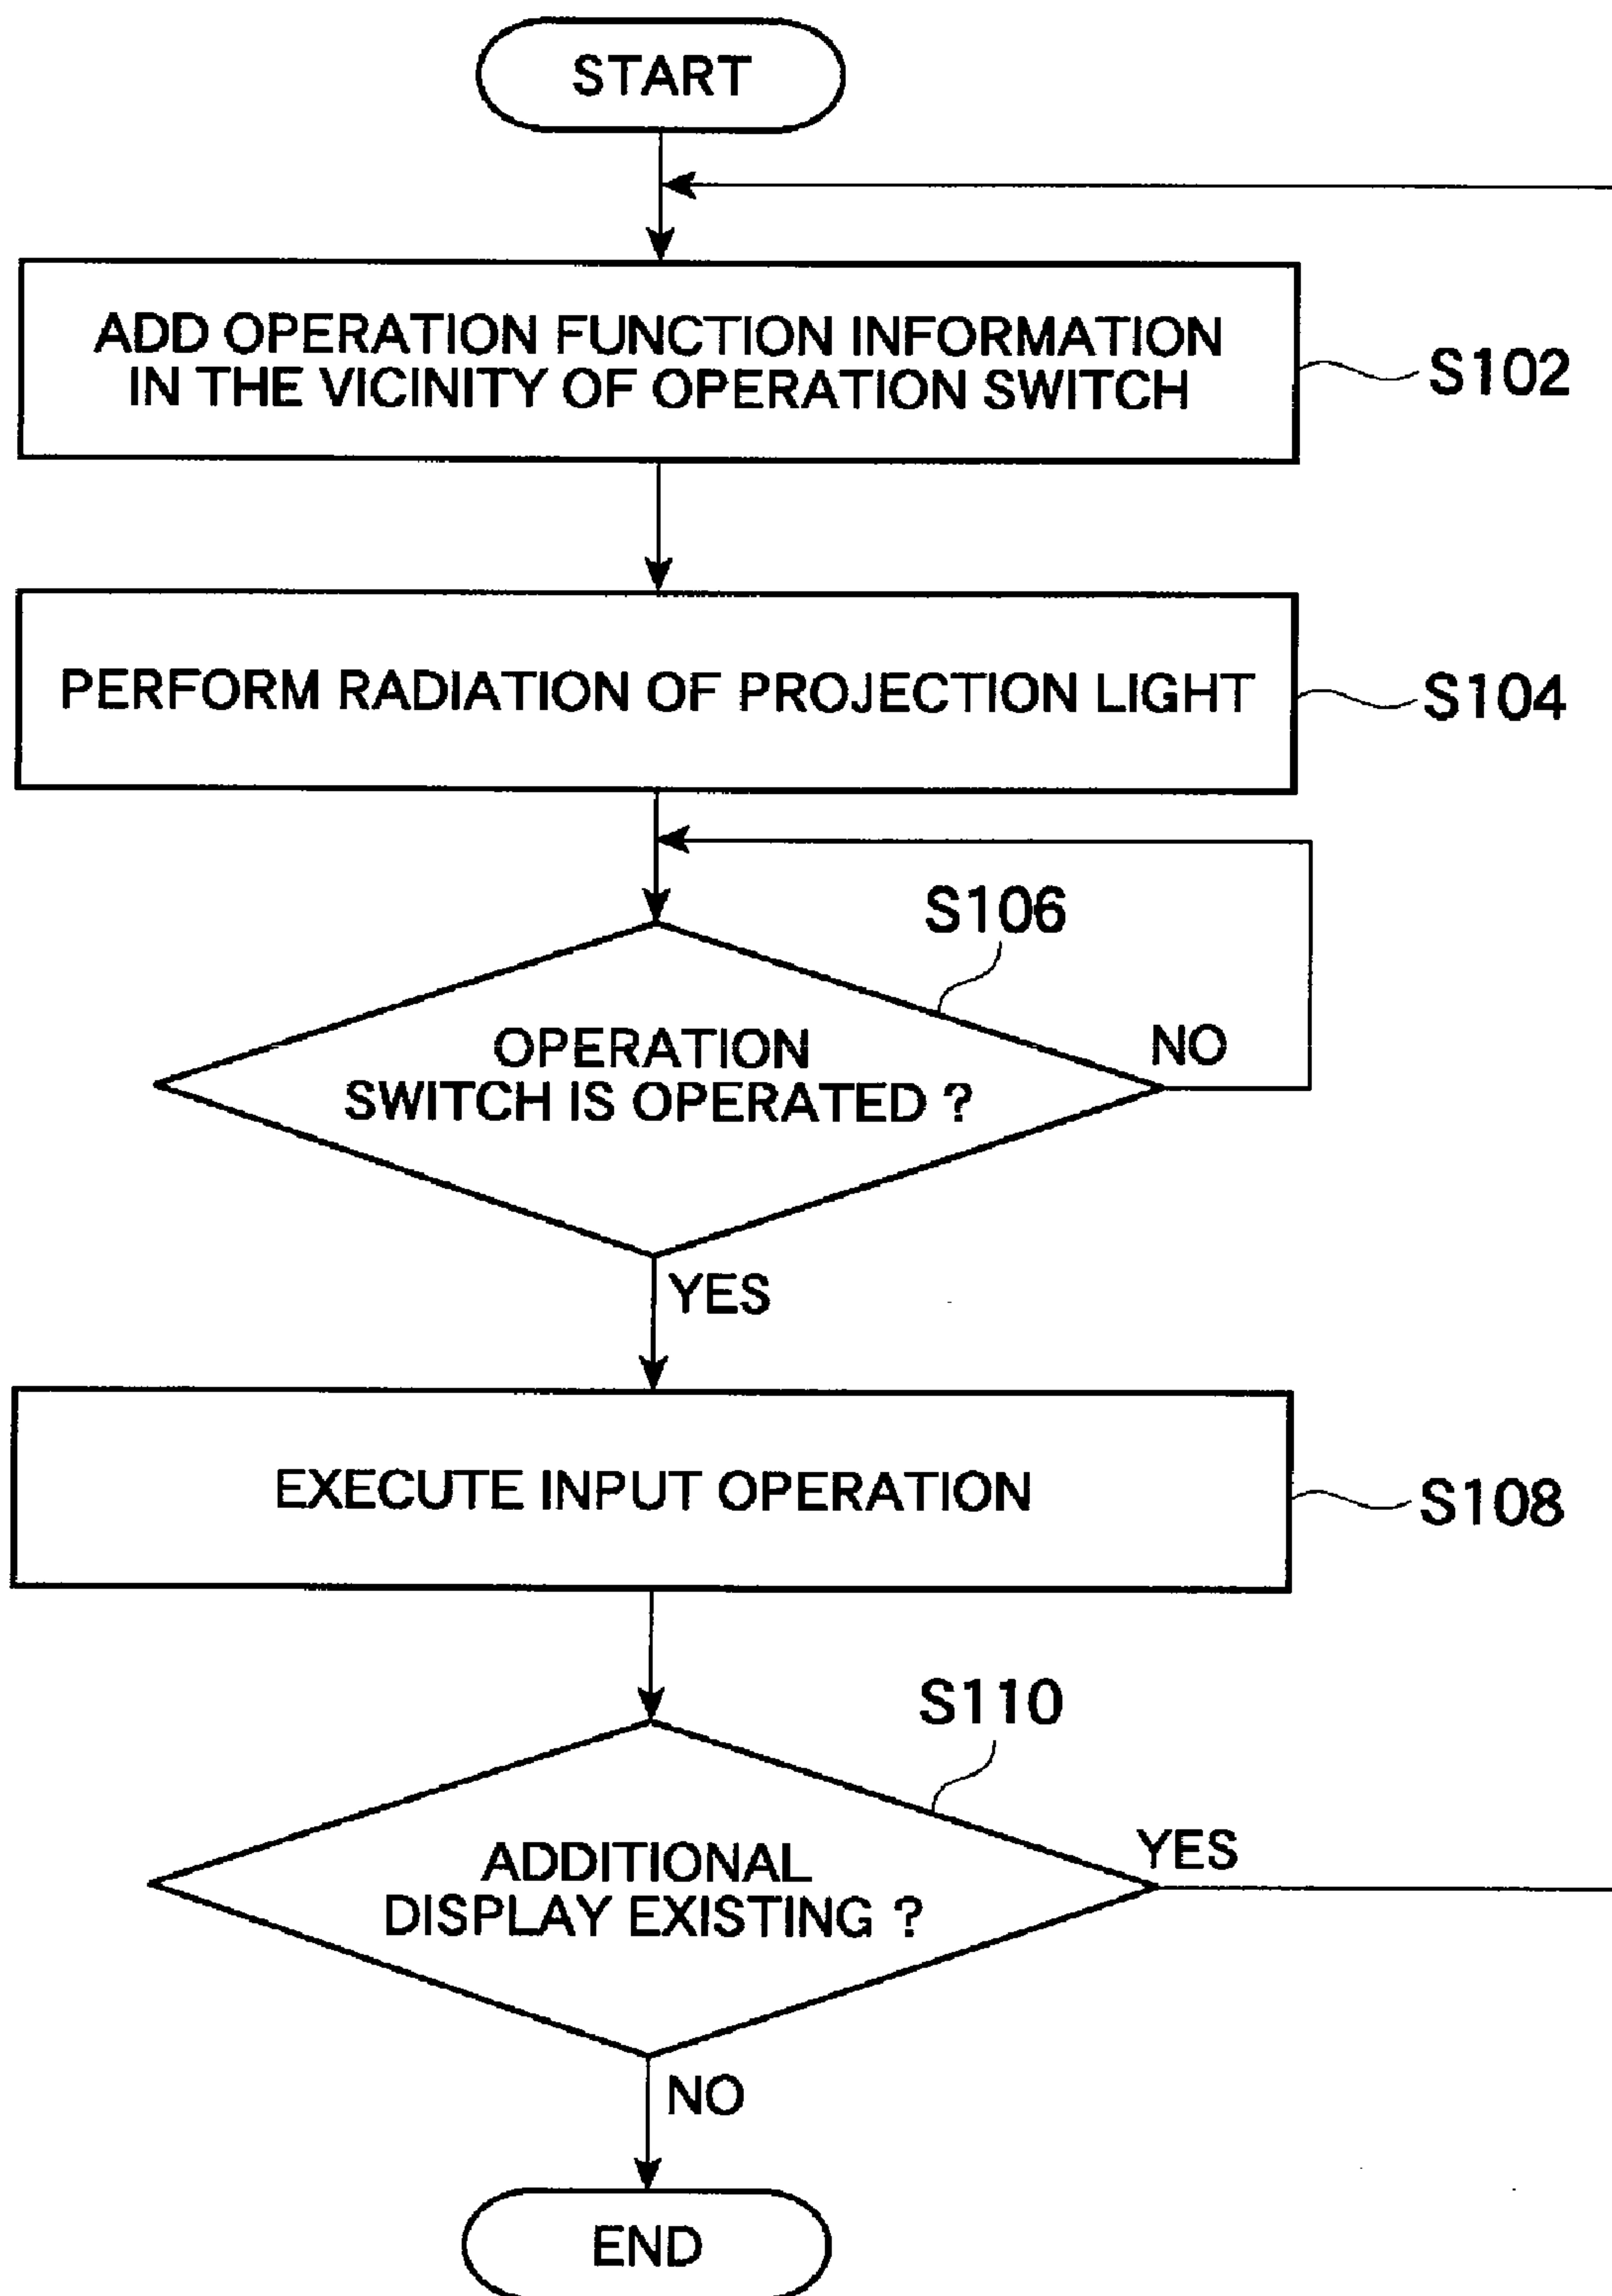 START
ADD OPERATION FUNCTION INFORMATION
IN THE VICINITY OF OPERATION SWITCH
S102
PERFORM RADIATION OF PROJECTION LIGHT
S104
S106
OPERATION
SWITCH IS OPERATED ?
NO
YES
EXECUTE INPUT OPERATION
S108
S110
ADDITIONAL
DISPLAY EXISTING ?
YES
NO
END